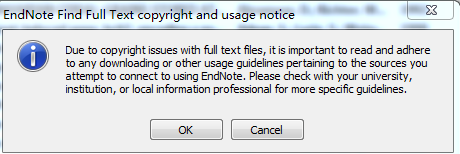 EndNote Find Full Text copyright and usage notice
Due to copyright issues with full text files, it is important to read and adhere
to any downloading or other usage guidelines pertaining to the sources you
attempt to connect to using EndNote. Please check with your university,
institution, or local information professional for more specific guidelines.
OK
Cancel